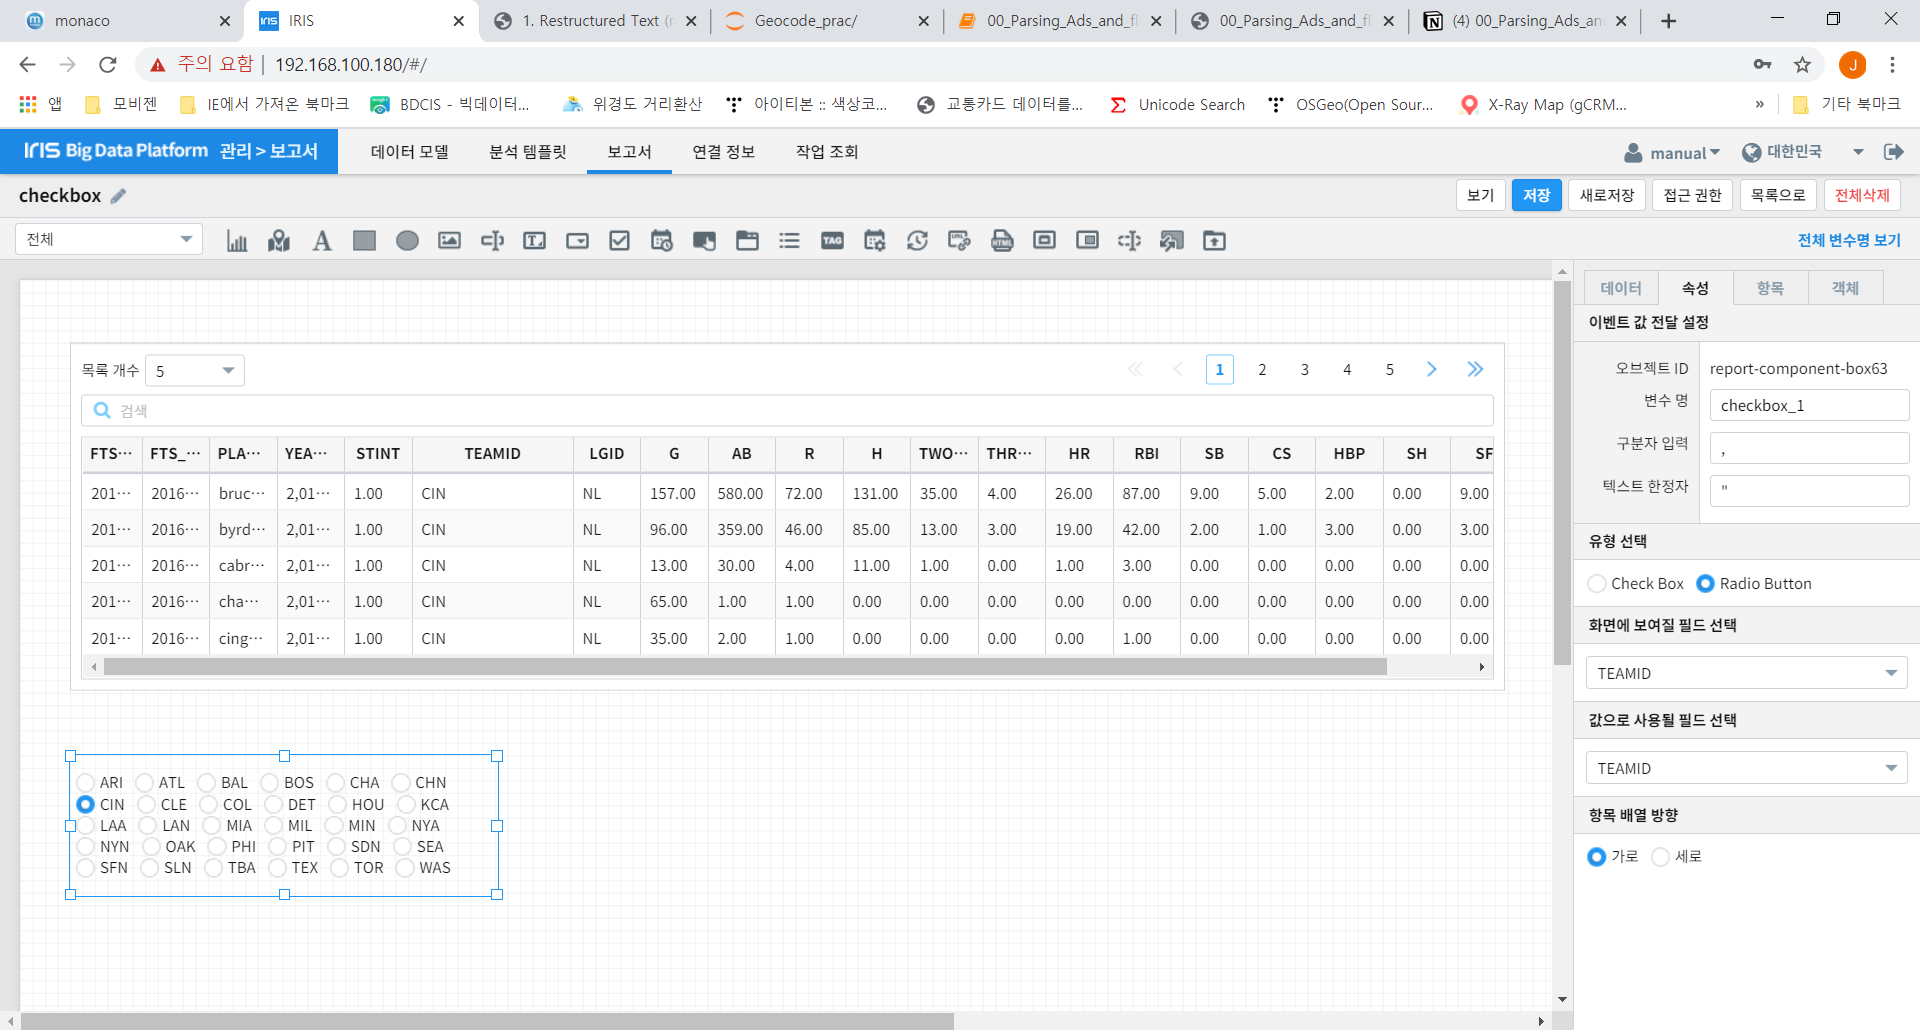 monaco
IRIS
1. Restructured Text (r
Geocode_prac/
00_Parsing_Ads_and_fi
00_Parsing_Ads_and_fi
(4) 00_Parsing_Ads_an
주의 요함 | 192.168.100.180/#/
J
앱
모비젠
IE에서 가져온 북마크
BDCIS - 빅데이터...
위경도 거리환산
아이티본 :: 색상코...
교통카드 데이터를...
Unicode Search
OSGeo(Open Sour...
X-Ray Map (gCRM...
»
기타 북마크
IRIS Big Data Platform 관리 > 보고서
데이터 모델
분석 템플릿
보고서
연결 정보
작업 조회
manual
대한민국
checkbox
보기
저장
새로저장
접근 권한
목록으로
전체삭제
전체
TAG
URL
HTML
전체 변수명 보기
목록 개수 5
1 2 3 4 5
검색
FTS··· FTS_··· PLA··· YEA··· STINT TEAMID LGID G AB R H TWO··· THR··· HR RBI SB CS HBP SH SF
201··· 2016··· bruc··· 2,01··· 1.00 CIN NL 157.00 580.00 72.00 131.00 35.00 4.00 26.00 87.00 9.00 5.00 2.00 0.00 9.00
201··· 2016··· byrd··· 2,01··· 1.00 CIN NL 96.00 359.00 46.00 85.00 13.00 3.00 19.00 42.00 2.00 1.00 3.00 0.00 3.00
201··· 2016··· cabr··· 2,01··· 1.00 CIN NL 13.00 30.00 4.00 11.00 1.00 0.00 1.00 3.00 0.00 0.00 0.00 0.00 0.00
201··· 2016··· cha··· 2,01··· 1.00 CIN NL 65.00 1.00 1.00 0.00 0.00 0.00 0.00 0.00 0.00 0.00 0.00 0.00 0.00
201··· 2016··· cing··· 2,01··· 1.00 CIN NL 35.00 2.00 1.00 0.00 0.00 0.00 0.00 1.00 0.00 0.00 0.00 0.00 0.00
ARI ATL BAL BOS CHA CHN
CIN CLE COL DET HOU KCA
LAA LAN MIA MIL MIN NYA
NYN OAK PHI PIT SDN SEA
SFN SLN TBA TEX TOR WAS
데이터
속성
항목
객체
이벤트 값 전달 설정
오브젝트 ID report-component-box63
변수 명 checkbox_1
구분자 입력 ,
텍스트 한정자 "
유형 선택
Check Box Radio Button
화면에 보여질 필드 선택
TEAMID
값으로 사용될 필드 선택
TEAMID
항목 배열 방향
가로 세로